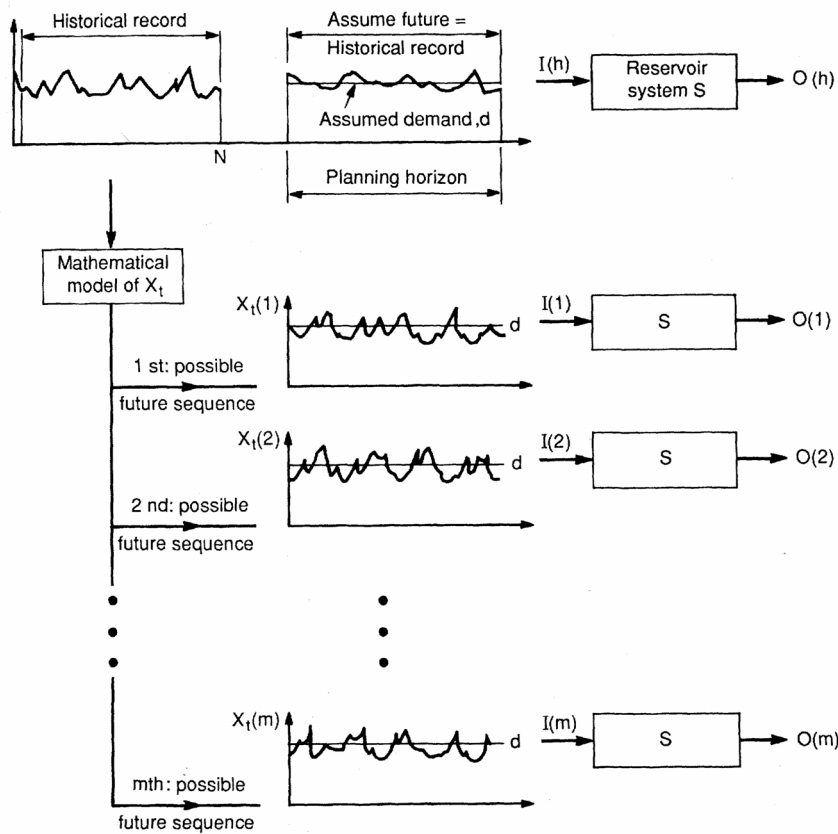 Historical record
Assume future =
Historical record
Assumed demand, d
N
Planning horizon
I(h)
Reservoir
system S
O (h)
Mathematical
model of Xt
1 st: possible
future sequence
Xt(1)
d
I(1)
S
O(1)
2 nd: possible
future sequence
Xt(2)
d
I(2)
S
O(2)
mth: possible
future sequence
Xt(m)
d
I(m)
S
O(m)